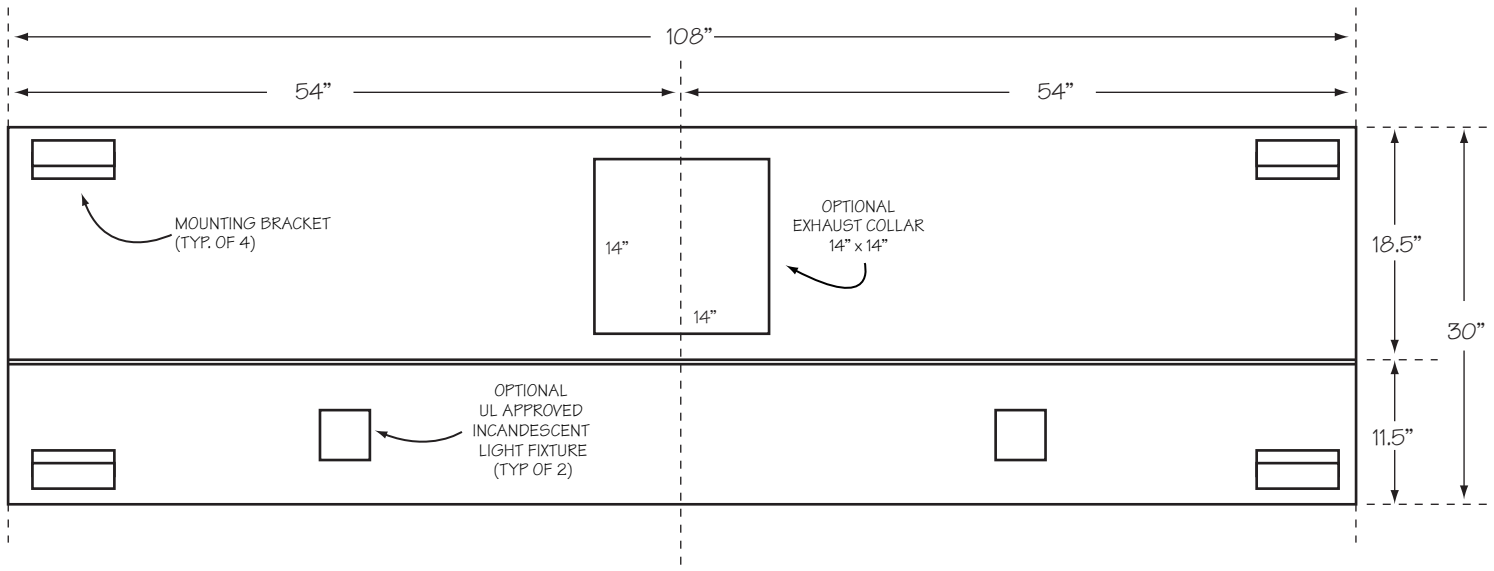 108”
54”
54”
MOUNTING BRACKET
(TYP. OF 4)
14”
14”
OPTIONAL
EXHAUST COLLAR
14” x 14”
18.5”
30”
OPTIONAL
UL APPROVED
INCANDESCENT
LIGHT FIXTURE
(TYP OF 2)
11.5”